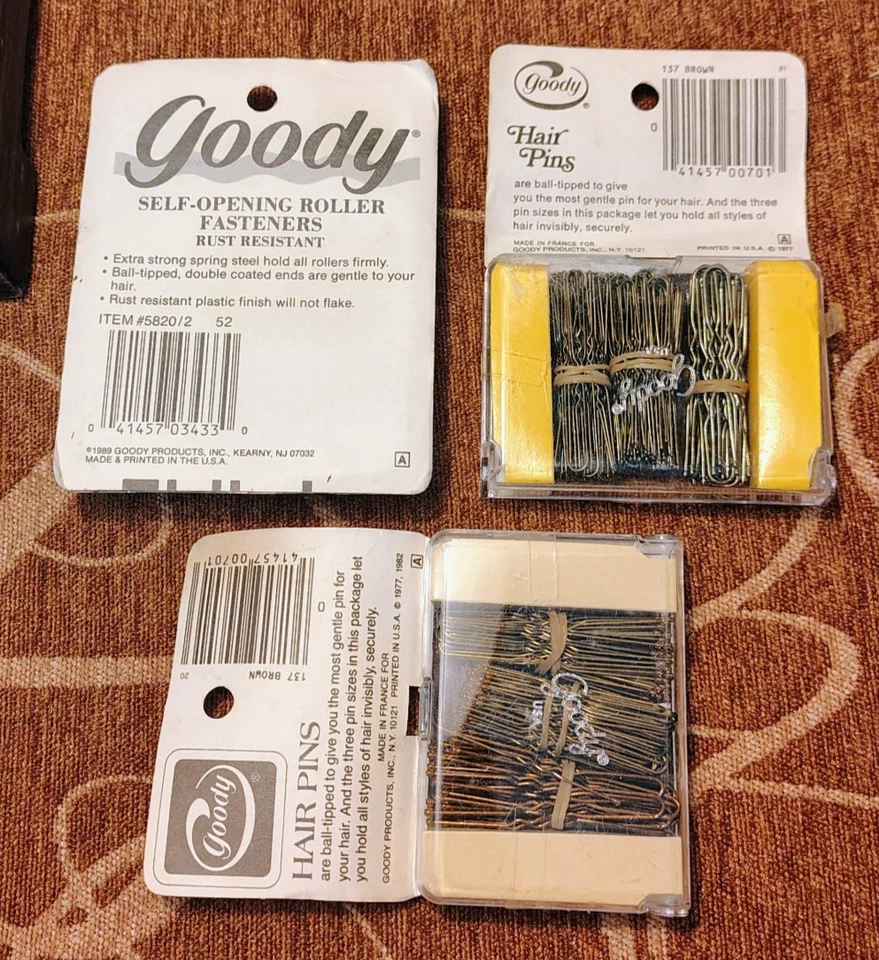 Goody®
SELF-OPENING ROLLER
FASTENERS
RUST RESISTANT
• Extra strong spring steel hold all rollers firmly.
• Ball-tipped, double coated ends are gentle to your
hair.
• Rust resistant plastic finish will not flake.
ITEM #5820/2 52
0 41457 03433 0
©1989 GOODY PRODUCTS, INC., KEARNY, NJ 07032
MADE & PRINTED IN THE U.S.A.
A
Goody®
137 BROWN
0 41457 00701
Hair
Pins
are ball-tipped to give
you the most gentle pin for your hair. And the three
pin sizes in this package let you hold all styles of
hair invisibly, securely.
MADE IN FRANCE FOR
GOODY PRODUCTS, INC., N.Y. 10121 PRINTED IN U.S.A. © 1977
A
Goody®
USA
Goody®
137 BROWN 20
0 41457 00701
HAIR PINS
are ball-tipped to give you the most gentle pin for
your hair. And the three pin sizes in this package let
you hold all styles of hair invisibly, securely.
MADE IN FRANCE FOR
GOODY PRODUCTS, INC., N.Y. 10121 PRINTED IN U.S.A. © 1977, 1982
A
Goody®
USA